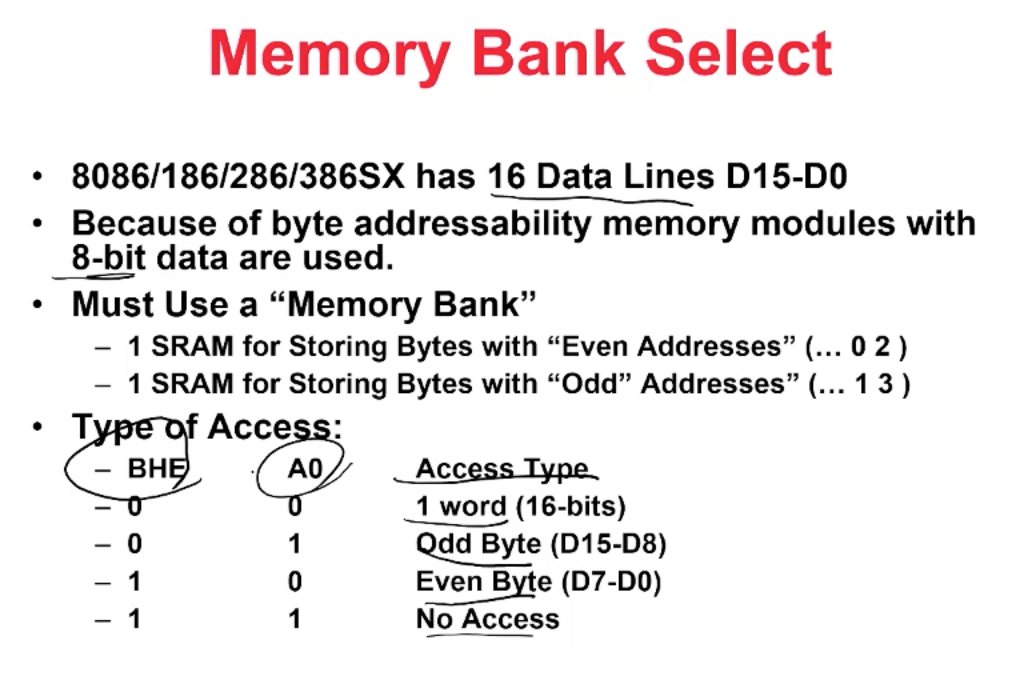 Memory Bank Select
• 8086/186/286/386SX has 16 Data Lines D15-D0
• Because of byte addressability memory modules with
8-bit data are used.
• Must Use a “Memory Bank”
– 1 SRAM for Storing Bytes with “Even Addresses” (... 0 2 )
– 1 SRAM for Storing Bytes with “Odd” Addresses” (... 1 3 )
• Type of Access:
– BHE A0 Access Type
– 0 0 1 word (16-bits)
– 0 1 Odd Byte (D15-D8)
– 1 0 Even Byte (D7-D0)
– 1 1 No Access